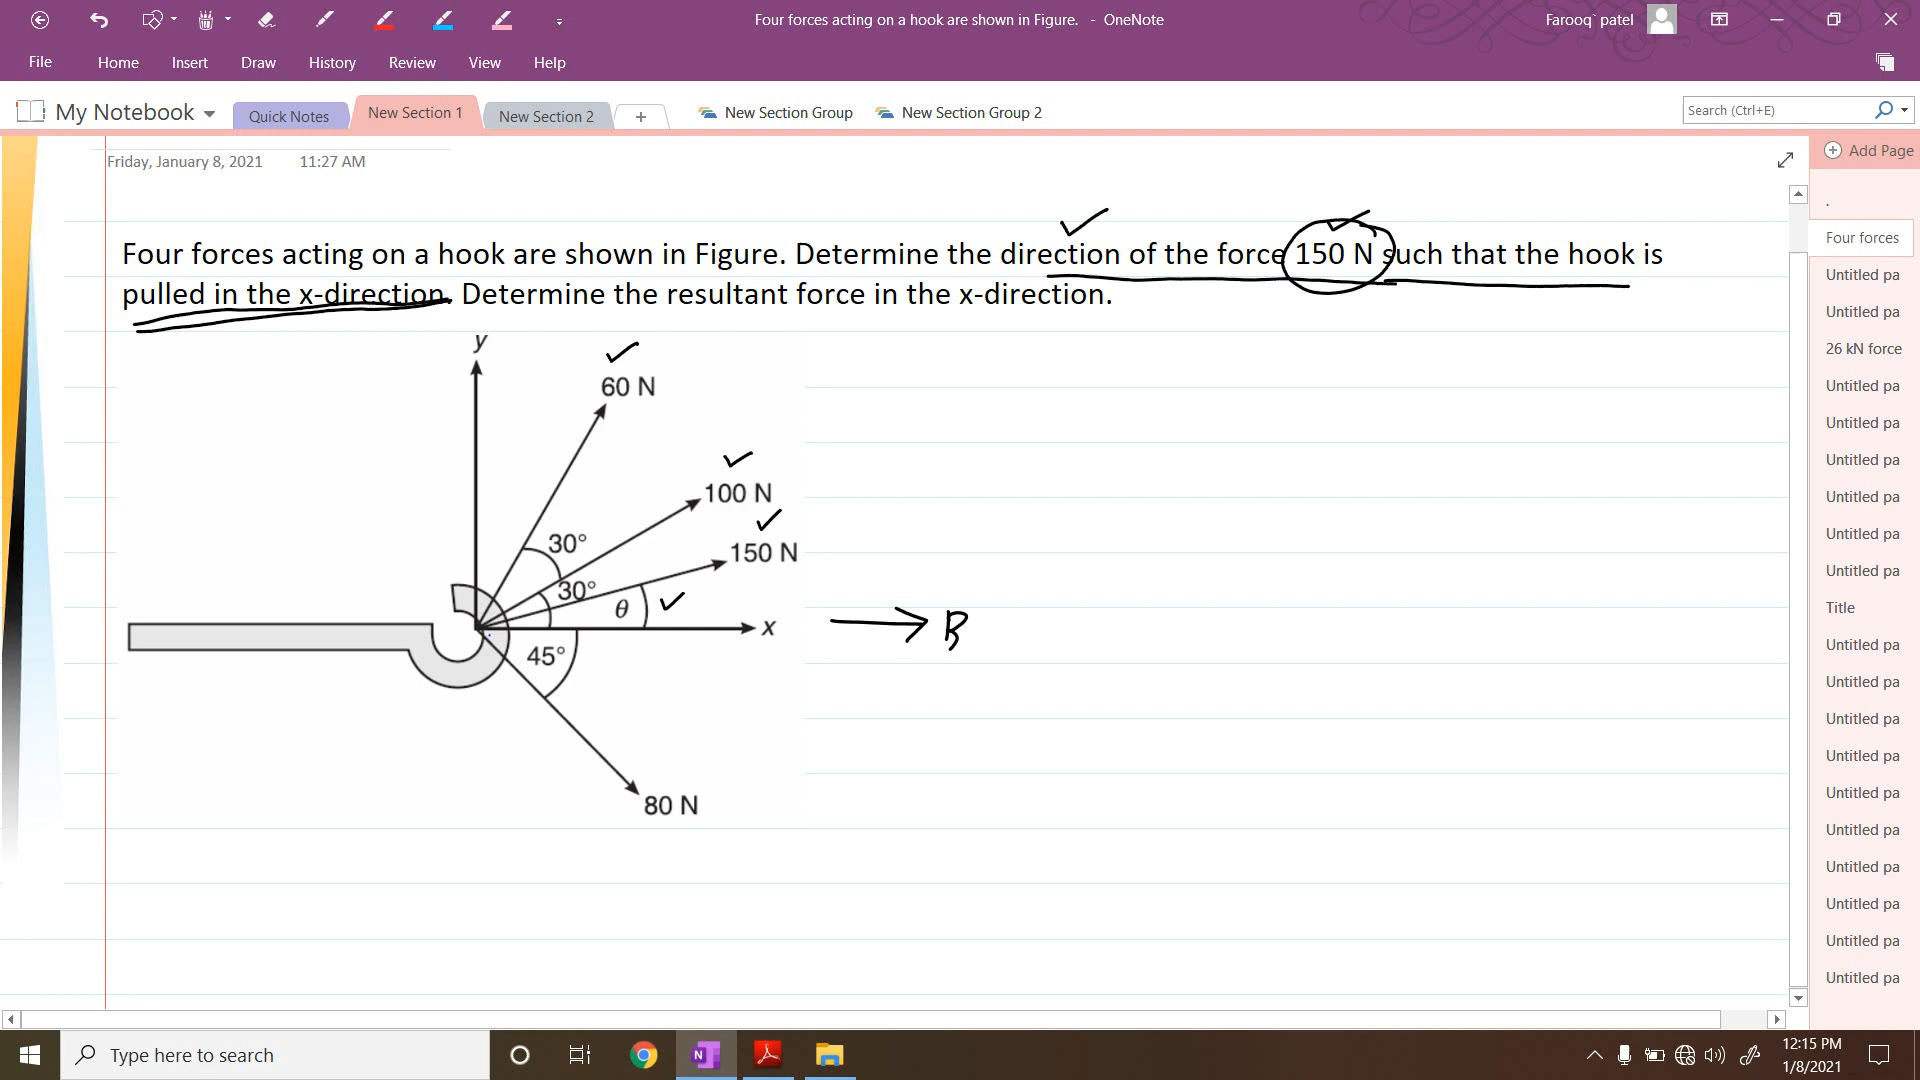 Four forces acting on a hook are shown in Figure. - OneNote
Farooq` patel
File Home Insert Draw History Review View Help
My Notebook
Quick Notes
New Section 1
New Section 2
+
New Section Group
New Section Group 2
Search (Ctrl+E)
Friday, January 8, 2021 11:27 AM
Add Page
Four forces acting on a hook are shown in Figure. Determine the direction of the force 150 N such that the hook is
pulled in the x-direction. Determine the resultant force in the x-direction.
y
60 N
100 N
30°
150 N
30°
θ
x
R
45°
80 N
.
Four forces
Untitled pa
Untitled pa
26 kN force
Untitled pa
Untitled pa
Untitled pa
Untitled pa
Untitled pa
Untitled pa
Title
Untitled pa
Untitled pa
Untitled pa
Untitled pa
Untitled pa
Untitled pa
Untitled pa
Untitled pa
Untitled pa
Untitled pa
Type here to search
12:15 PM
1/8/2021